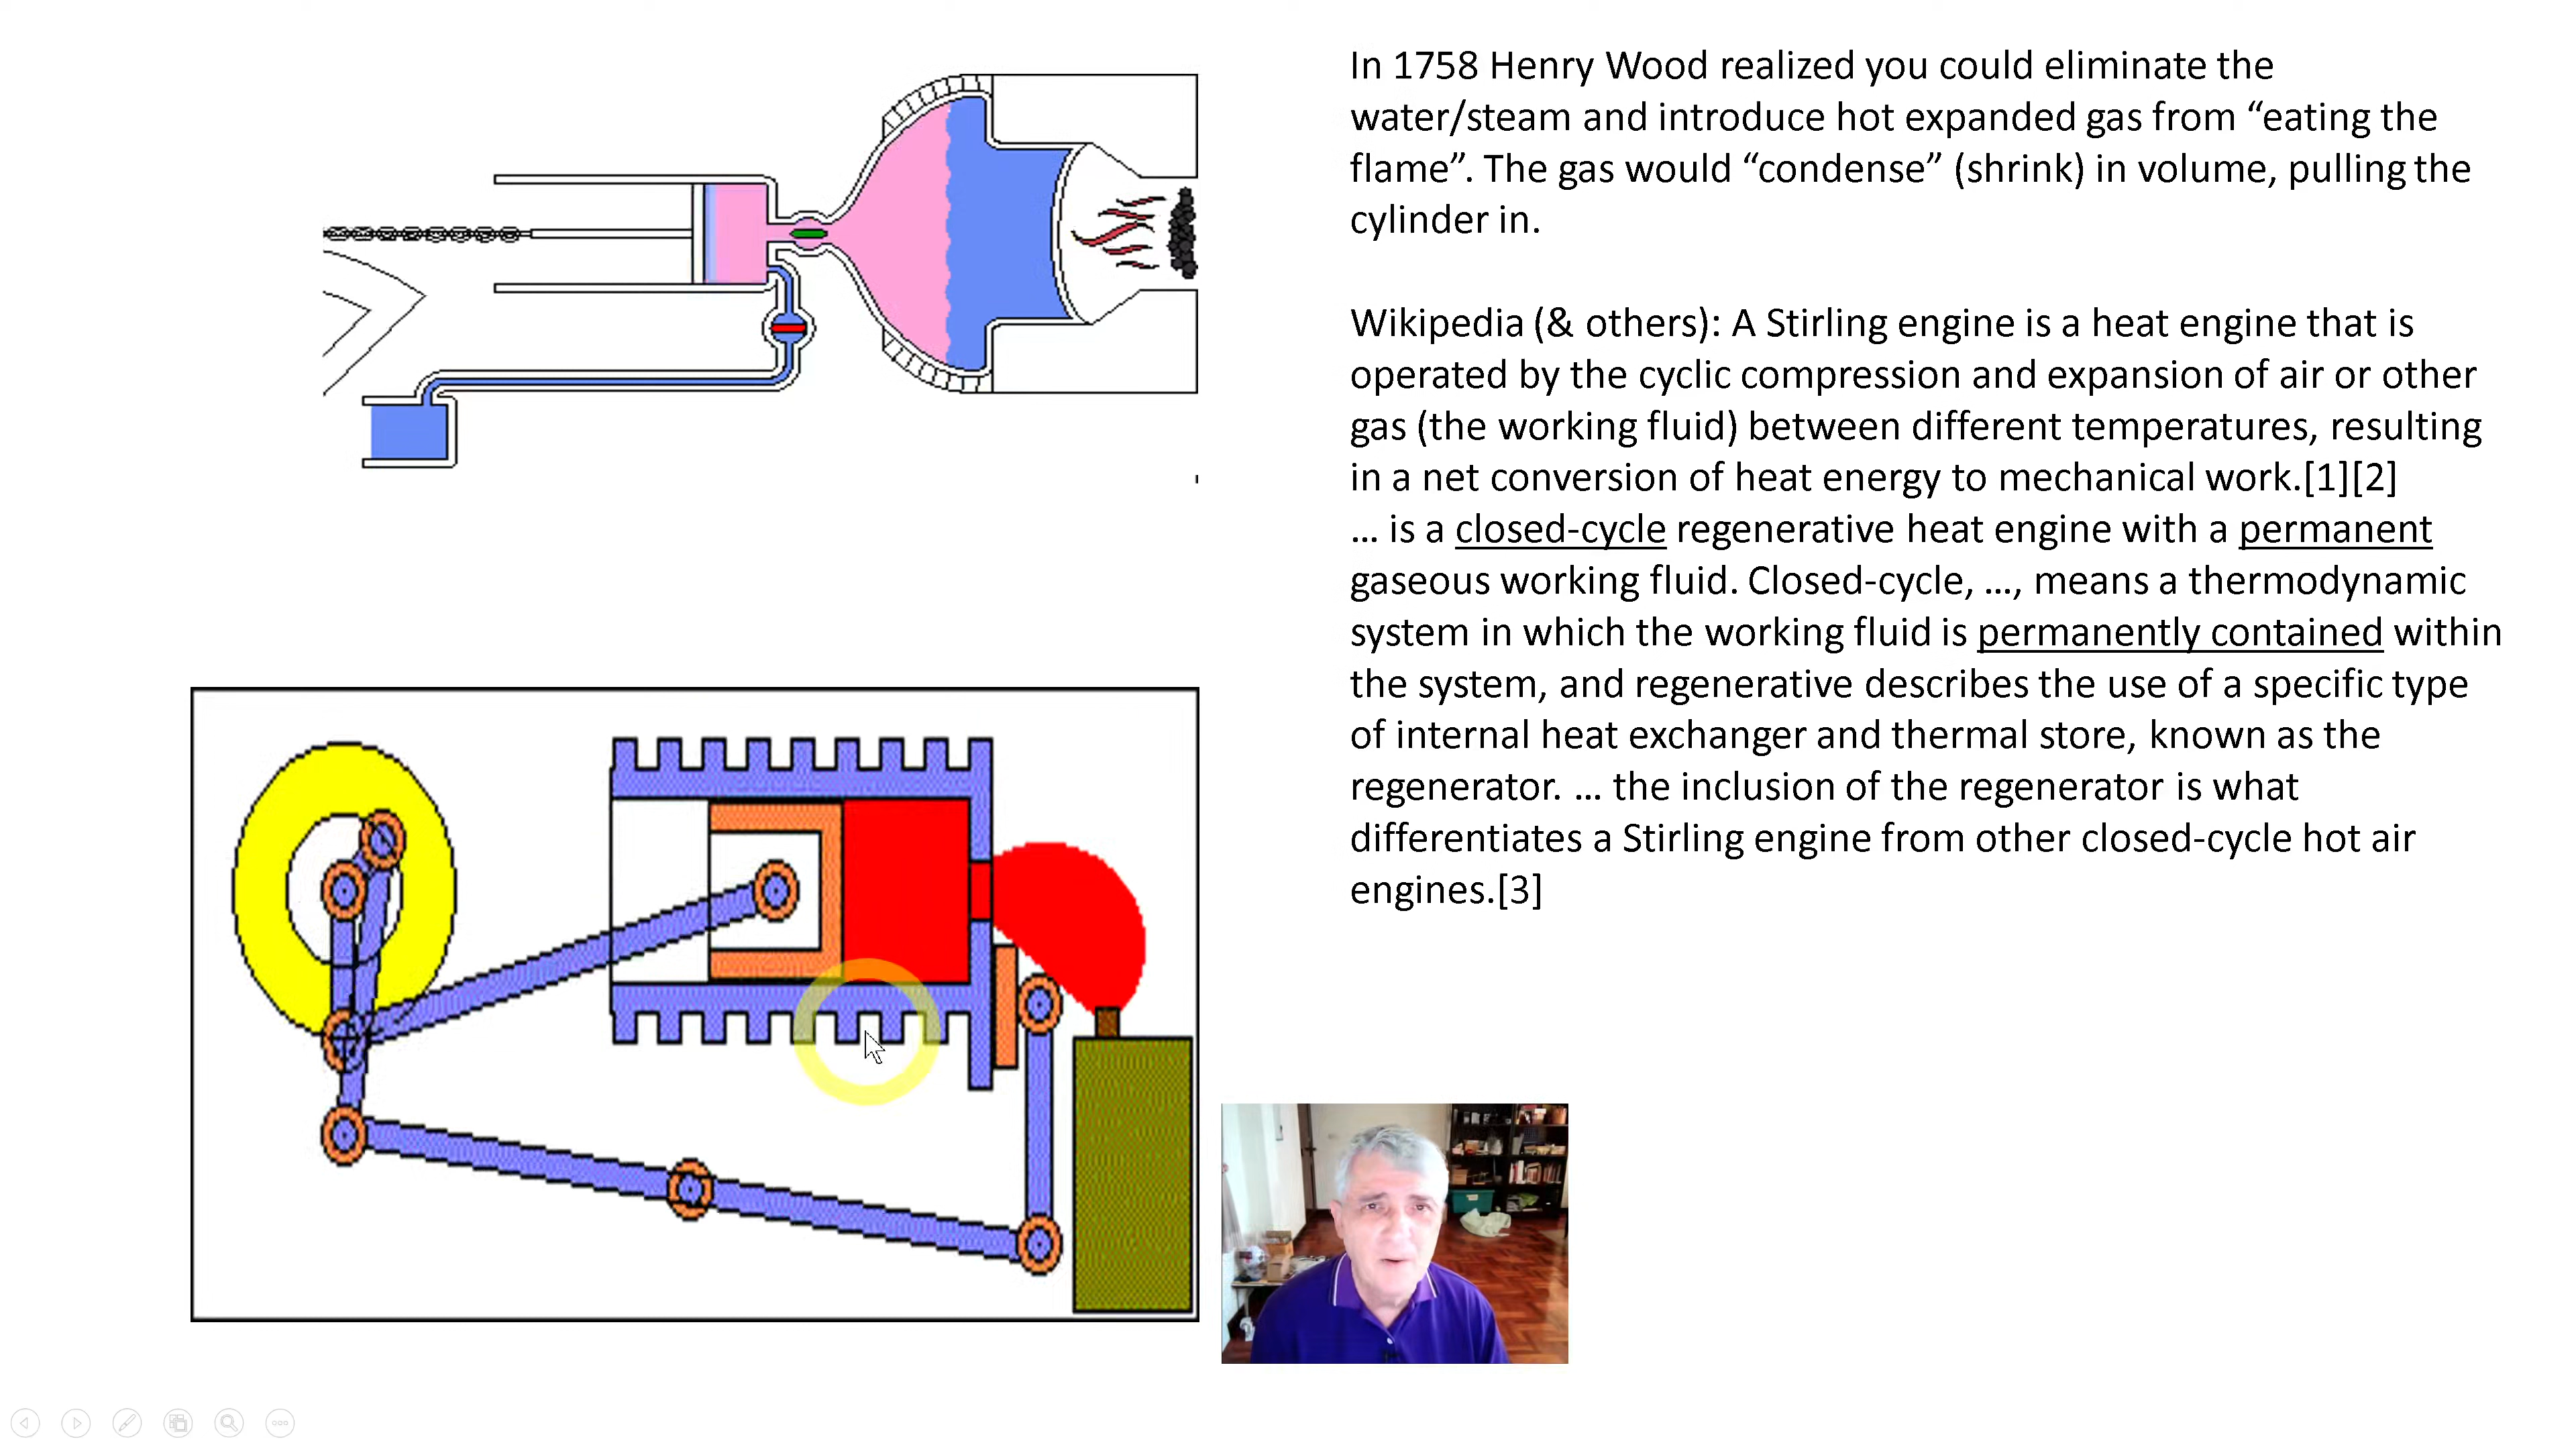 In 1758 Henry Wood realized you could eliminate the
water/steam and introduce hot expanded gas from “eating the
flame”. The gas would “condense” (shrink) in volume, pulling the
cylinder in.
Wikipedia (& others): A Stirling engine is a heat engine that is
operated by the cyclic compression and expansion of air or other
gas (the working fluid) between different temperatures, resulting
in a net conversion of heat energy to mechanical work.[1][2]
… is a closed-cycle regenerative heat engine with a permanent
gaseous working fluid. Closed-cycle, …, means a thermodynamic
system in which the working fluid is permanently contained within
the system, and regenerative describes the use of a specific type
of internal heat exchanger and thermal store, known as the
regenerator. … the inclusion of the regenerator is what
differentiates a Stirling engine from other closed-cycle hot air
engines.[3]